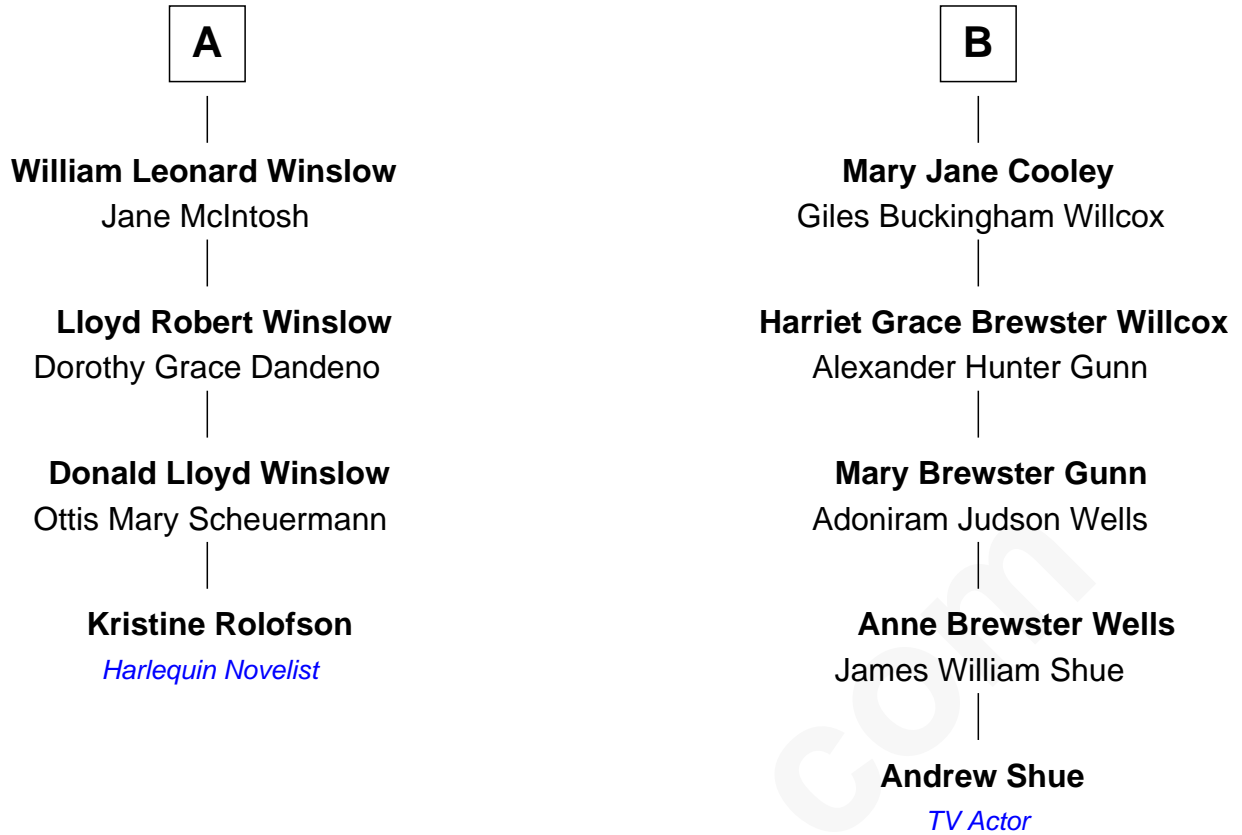 A
William Leonard Winslow
Jane McIntosh
Lloyd Robert Winslow
Dorothy Grace Dandeno
Donald Lloyd Winslow
Ottis Mary Scheuermann
Kristine Rolofson
Harlequin Novelist
B
Mary Jane Cooley
Giles Buckingham Willcox
Harriet Grace Brewster Willcox
Alexander Hunter Gunn
Mary Brewster Gunn
Adoniram Judson Wells
Anne Brewster Wells
James William Shue
Andrew Shue
TV Actor
com